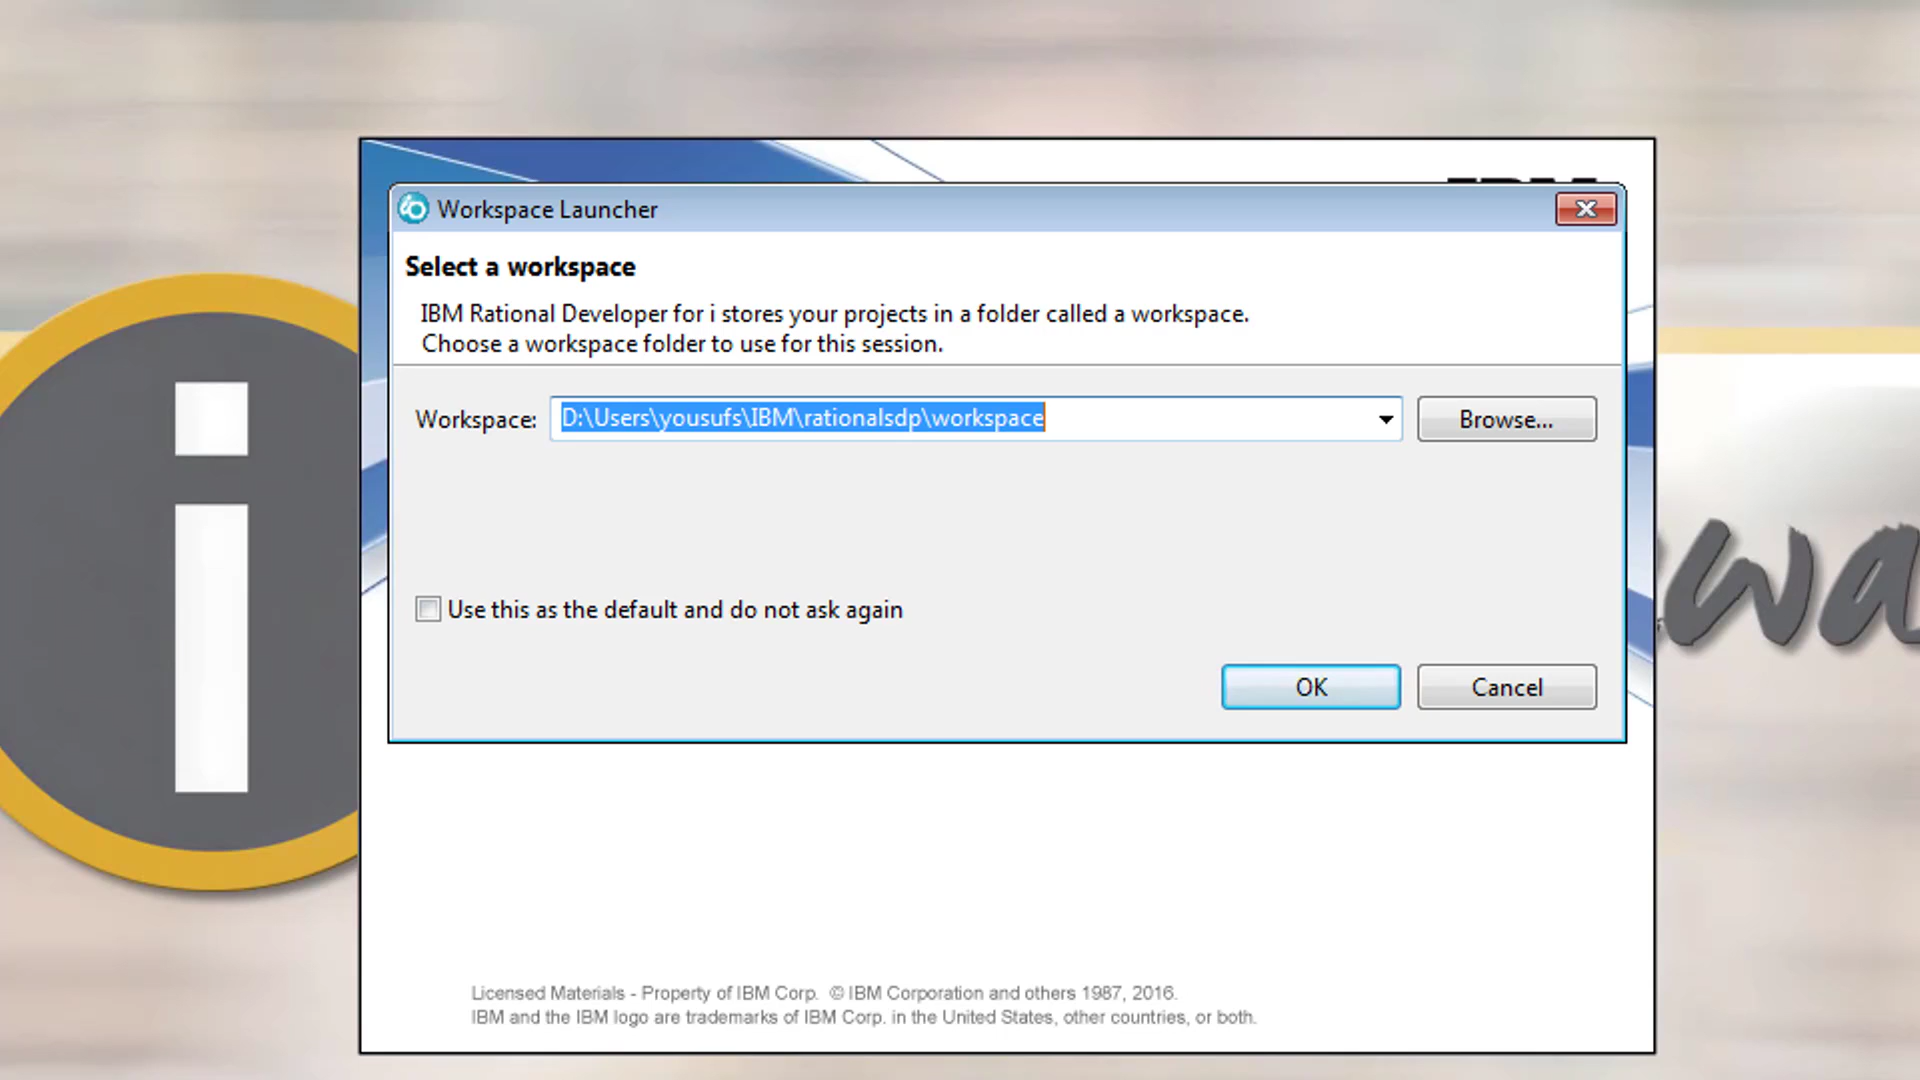 Workspace Launcher
Select a workspace
IBM Rational Developer for i stores your projects in a folder called a workspace.
Choose a workspace folder to use for this session.
Workspace:
D:\Users\yousufs\IBM\rationalsdp\workspace
Browse...
Use this as the default and do not ask again
OK
Cancel
i
Licensed Materials - Property of IBM Corp. © IBM Corporation and others 1987, 2016.
IBM and the IBM logo are trademarks of IBM Corp. in the United States, other countries, or both.